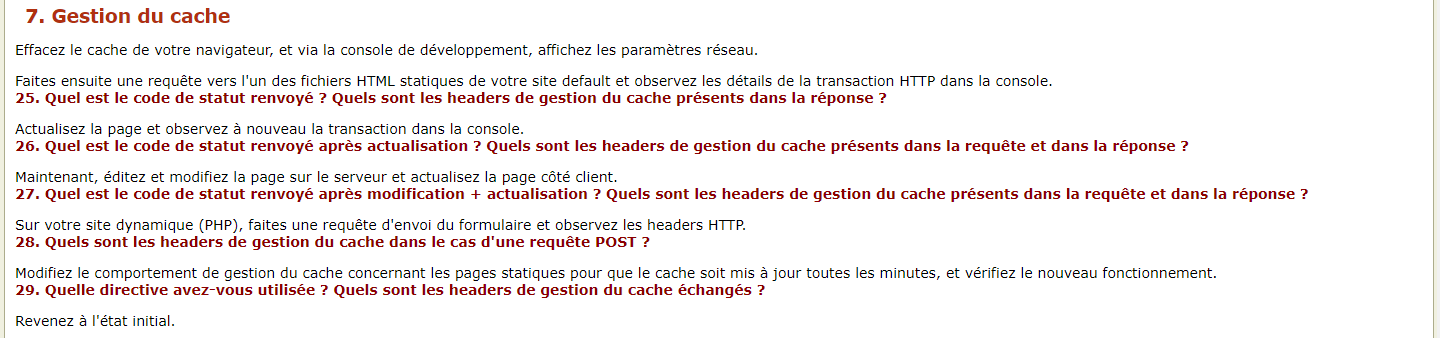 7. Gestion du cache
Effacez le cache de votre navigateur, et via la console de développement, affichez les paramètres réseau.
Faites ensuite une requête vers l'un des fichiers HTML statiques de votre site default et observez les détails de la transaction HTTP dans la console.
25. Quel est le code de statut renvoyé ? Quels sont les headers de gestion du cache présents dans la réponse ?
Actualisez la page et observez à nouveau la transaction dans la console.
26. Quel est le code de statut renvoyé après actualisation ? Quels sont les headers de gestion du cache présents dans la requête et dans la réponse ?
Maintenant, éditez et modifiez la page sur le serveur et actualisez la page côté client.
27. Quel est le code de statut renvoyé après modification + actualisation ? Quels sont les headers de gestion du cache présents dans la requête et dans la réponse ?
Sur votre site dynamique (PHP), faites une requête d'envoi du formulaire et observez les headers HTTP.
28. Quels sont les headers de gestion du cache dans le cas d'une requête POST ?
Modifiez le comportement de gestion du cache concernant les pages statiques pour que le cache soit mis à jour toutes les minutes, et vérifiez le nouveau fonctionnement.
29. Quelle directive avez-vous utilisée ? Quels sont les headers de gestion du cache échangés ?
Revenez à l'état initial.